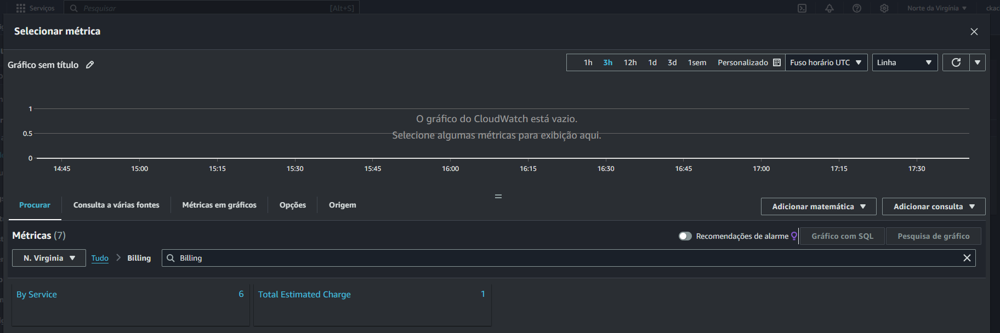 Serviços
Pesquisar
[Alt+S]
Norte da Virgínia
ckac
Selecionar métrica
Gráfico sem título
1h 3h 12h 1d 3d 1sem Personalizado
Fuso horário UTC
Linha
1
0.5
0
O gráfico do CloudWatch está vazio.
Selecione algumas métricas para exibição aqui.
14:45 15:00 15:15 15:30 15:45 16:00 16:15 16:30 16:45 17:00 17:15 17:30
Procurar
Consulta a várias fontes
Métricas em gráficos
Opções
Origem
Adicionar matemática
Adicionar consulta
Métricas (7)
Recomendações de alarme
Gráfico com SQL
Pesquisa de gráfico
N. Virginia
Tudo
Billing
Billing
By Service 6
Total Estimated Charge 1